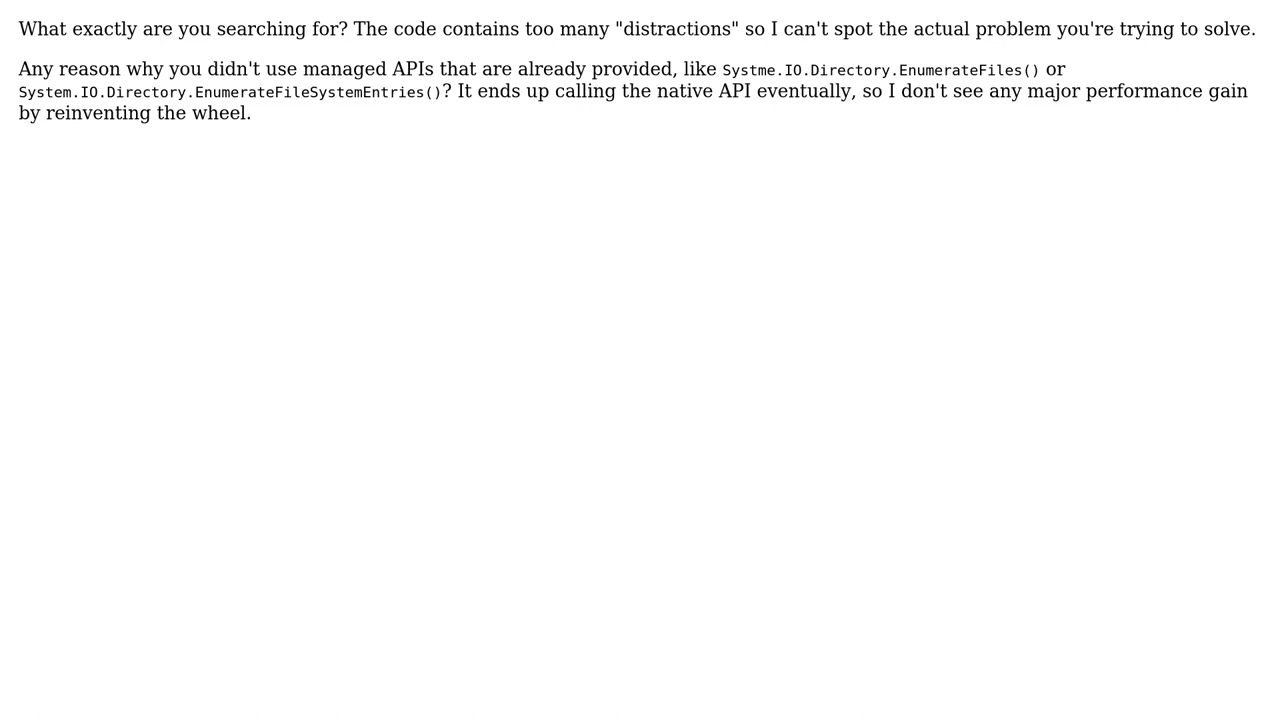 What exactly are you searching for? The code contains too many "distractions" so I can't spot the actual problem you're trying to solve.
Any reason why you didn't use managed APIs that are already provided, like Systme.IO.Directory.EnumerateFiles() or
System.IO.Directory.EnumerateFileSystemEntries()? It ends up calling the native API eventually, so I don't see any major performance gain
by reinventing the wheel.